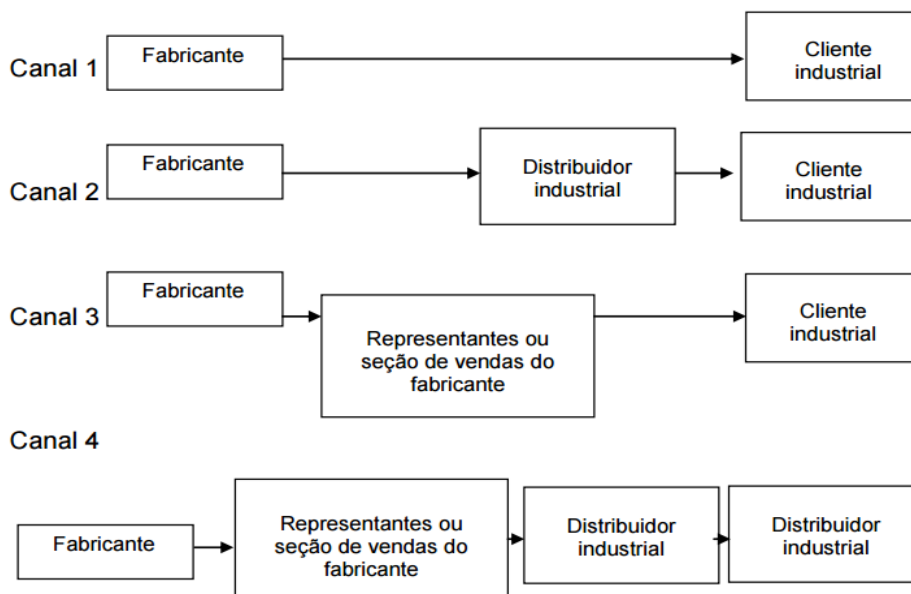 Canal 1
Fabricante
Cliente
industrial
Canal 2
Fabricante
Distribuidor
industrial
Cliente
industrial
Canal 3
Fabricante
Representantes ou
seção de vendas do
fabricante
Cliente
industrial
Canal 4
Fabricante
Representantes ou
seção de vendas do
fabricante
Distribuidor
industrial
Distribuidor
industrial